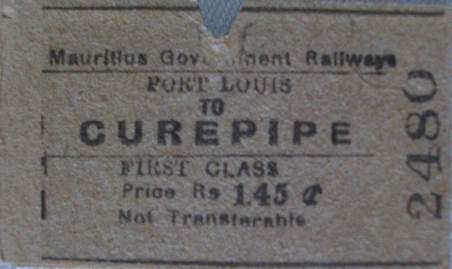 Mauritius Government Railways
PORT LOUIS
TO
CUREPIPE
FIRST CLASS
Price Rs 1.45 c
Not Transferable
2480